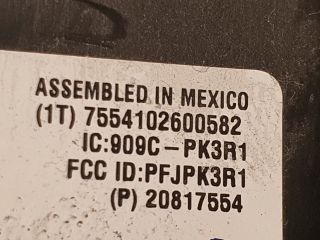 ASSEMBLED IN MEXICO
(1T) 7554102600582
IC:909C-PK3R1
FCC ID:PFJPK3R1
(P) 20817554